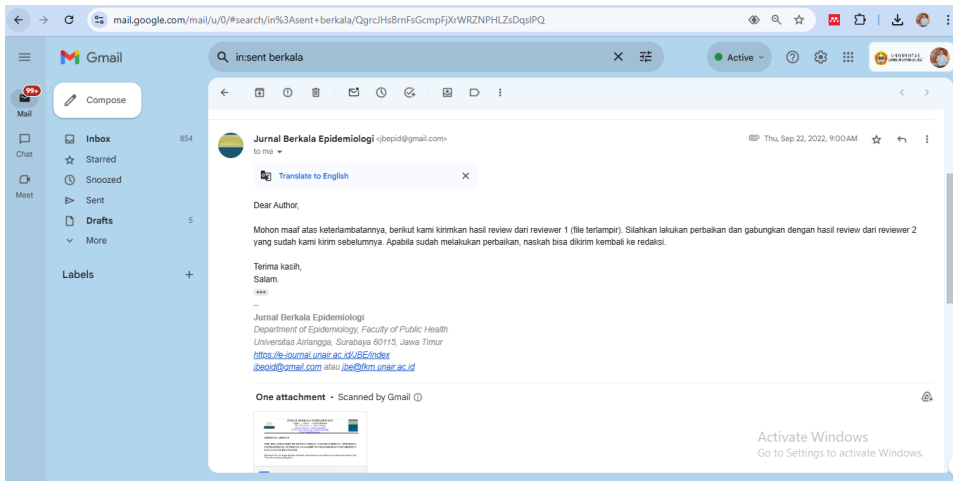 mail.google.com/mail/u/0/#search/in%3Asent+berkala/QgrcJHsBrnFsGcmpFjXrWRZNPHLZsDqsIPQ
Gmail
in:sent berkala
Active
UNIVERSITAS
99+
Mail
Compose
Chat
Meet
Inbox 854
Starred
Snoozed
Sent
Drafts 5
More
Labels
Jurnal Berkala Epidemiologi <jbepid@gmail.com>
Thu, Sep 22, 2022, 9:00 AM
to me
Translate to English
Dear Author,
Mohon maaf atas keterlambatannya, berikut kami kirimkan hasil review dari reviewer 1 (file terlampir). Silahkan lakukan perbaikan dan gabungkan dengan hasil review dari reviewer 2
yang sudah kami kirim sebelumnya. Apabila sudah melakukan perbaikan, naskah bisa dikirim kembali ke redaksi.
Terima kasih,
Salam.
--
Jurnal Berkala Epidemiologi
Department of Epidemiology, Faculty of Public Health
Universitas Airlangga, Surabaya 60115, Jawa Timur
https://e-journal.unair.ac.id/JBE/index
jbepid@gmail.com atau jbe@fkm.unair.ac.id
One attachment • Scanned by Gmail
Activate Windows
Go to Settings to activate Windows.